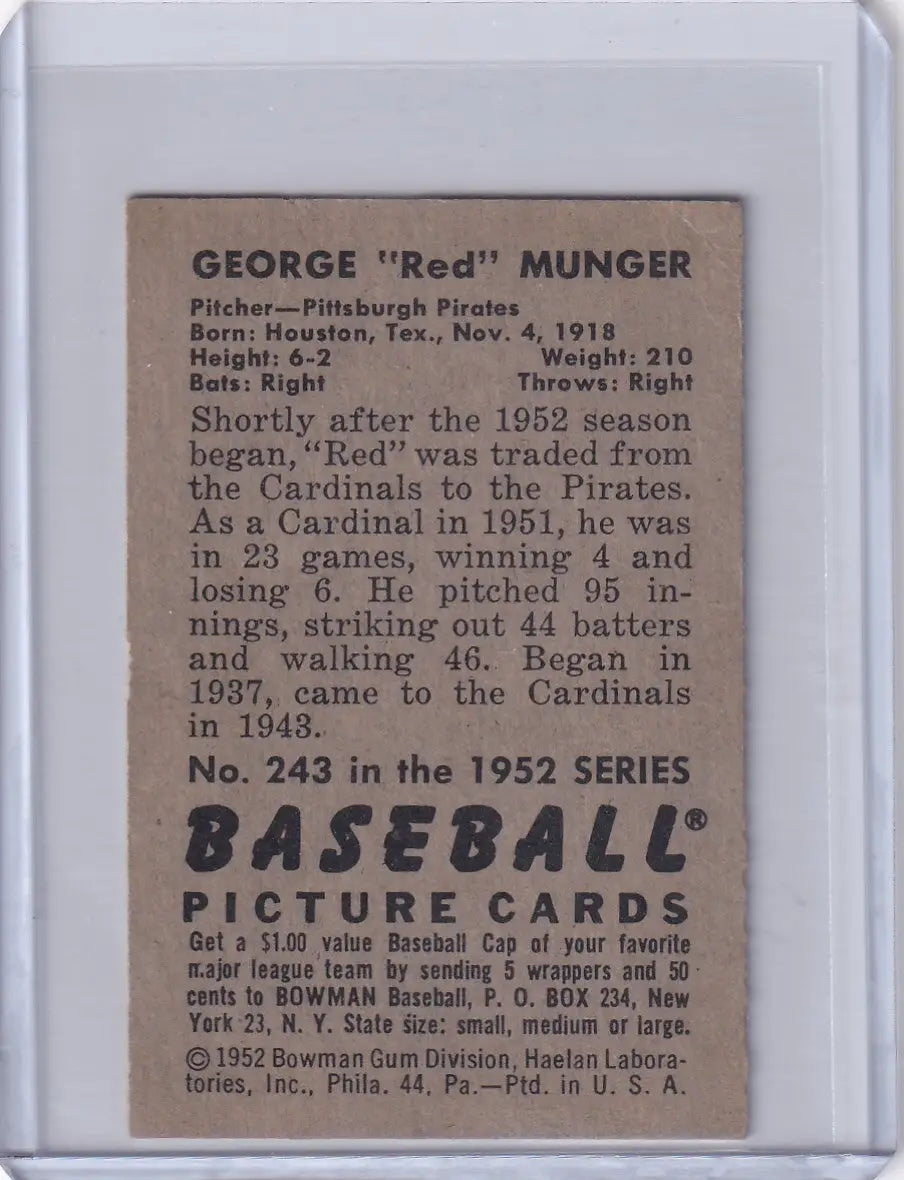 GEORGE "Red" MUNGER
Pitcher—Pittsburgh Pirates
Born: Houston, Tex., Nov. 4, 1918
Height: 6-2 Weight: 210
Bats: Right Throws: Right
Shortly after the 1952 season
began, "Red" was traded from
the Cardinals to the Pirates.
As a Cardinal in 1951, he was
in 23 games, winning 4 and
losing 6. He pitched 95 in-
nings, striking out 44 batters
and walking 46. Began in
1937, came to the Cardinals
in 1943.
No. 243 in the 1952 SERIES
BASEBALL®
PICTURE CARDS
Get a $1.00 value Baseball Cap of your favorite
major league team by sending 5 wrappers and 50
cents to BOWMAN Baseball, P. O. BOX 234, New
York 23, N. Y. State size: small, medium or large.
© 1952 Bowman Gum Division, Haelan Labora-
tories, Inc., Phila. 44, Pa.—Ptd. in U. S. A.